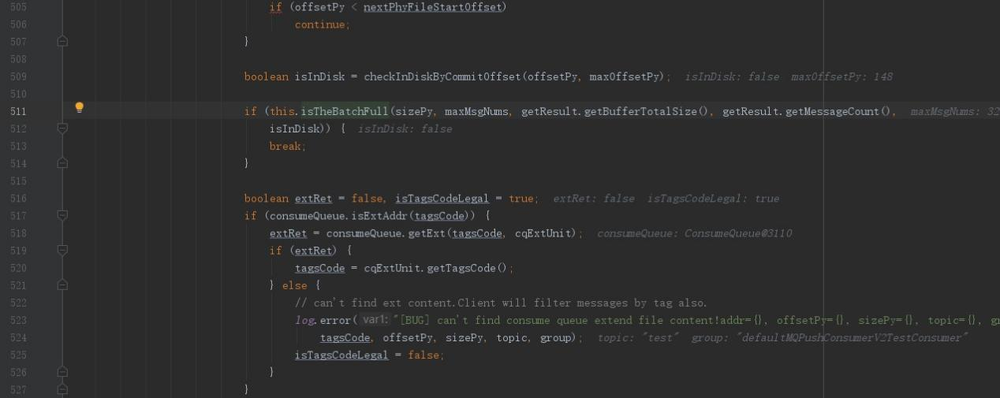 505 if (offsetPy < nextPhyFileStartOffset)
506 continue;
507 }
508
509 boolean isInDisk = checkInDiskByCommitOffset(offsetPy, maxOffsetPy); isInDisk: false maxOffsetPy: 148
510
511 if (this.isTheBatchFull(sizePy, maxMsgNums, getResult.getBufferTotalSize(), getResult.getMessageCount(), maxMsgNums: 32
512 isInDisk)) { isInDisk: false
513 break;
514 }
515
516 boolean extRet = false, isTagsCodeLegal = true; extRet: false isTagsCodeLegal: true
517 if (consumeQueue.isExtAddr(tagsCode)) {
518 extRet = consumeQueue.getExt(tagsCode, cqExtUnit); consumeQueue: ConsumeQueue@3110
519 if (extRet) {
520 tagsCode = cqExtUnit.getTagsCode();
521 } else {
522 // can't find ext content.Client will filter messages by tag also.
523 log.error( var1: "[BUG] can't find consume queue extend file content!addr={}, offsetPy={}, sizePy={}, topic={}, gr
524 tagsCode, offsetPy, sizePy, topic, group); topic: "test" group: "defaultMQPushConsumerV2TestConsumer"
525 isTagsCodeLegal = false;
526 }
527 }